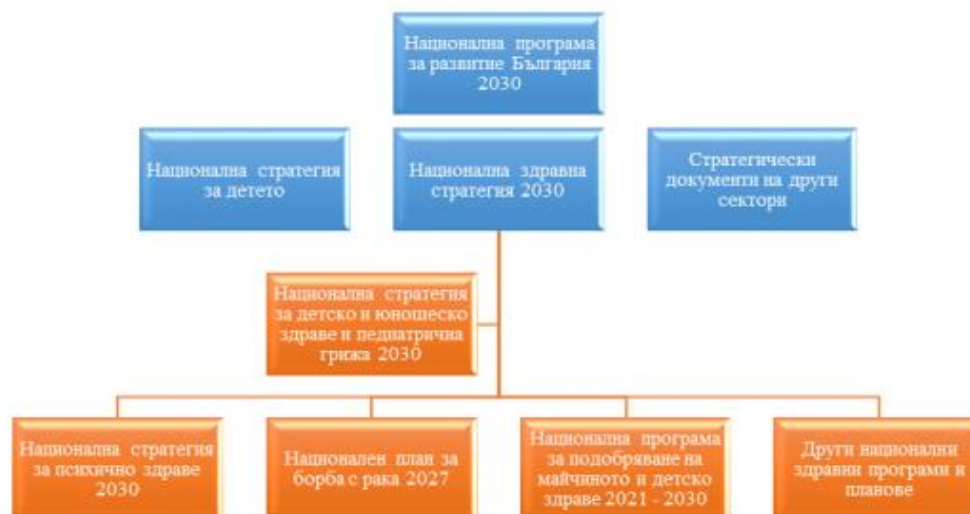 Национална програма
за развитие България
2030
Национална стратегия
за детето
Национална здравна
стратегия 2030
Стратегически
документи на други
сектори
Национална стратегия
за детско и юношеско
здраве и педиатрична
грижа 2030
Национална стратегия
за психично здраве
2030
Национален план за
борба с рака 2027
Национална програма
за подобряване на
майчиното и детско
здраве 2021 - 2030
Други национални
здравни програми и
планове